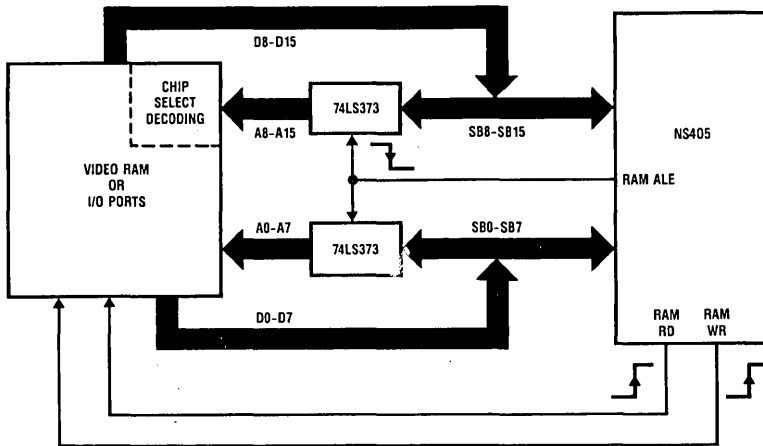 D8-D15
CHIP
SELECT
DECODING
74LS373
A8-A15
SB8-SB15
NS405
VIDEO RAM
OR
I/O PORTS
RAM ALE
A0-A7
SB0-SB7
74LS373
D0-D7
RAM
RD
RAM
WR